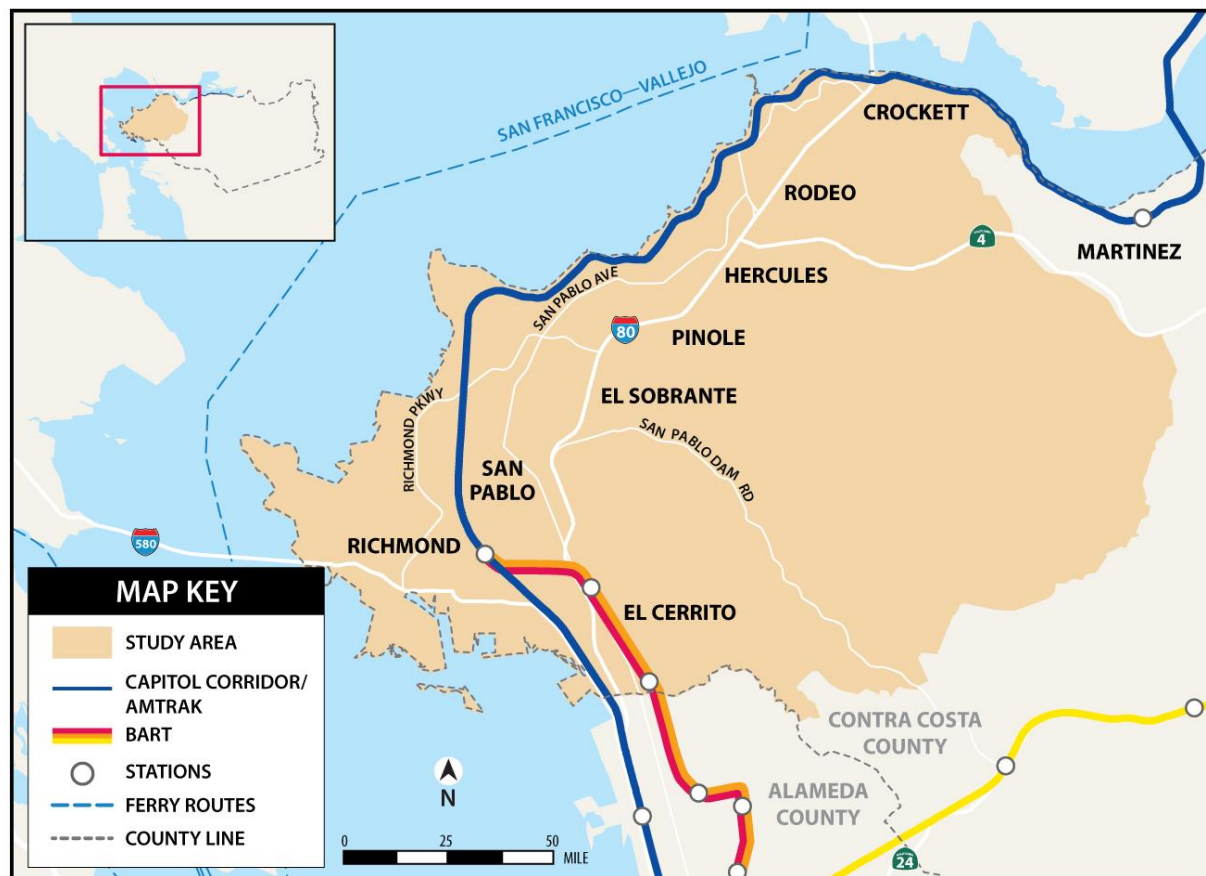 SAN FRANCISCO—VALLEJO
CROCKETT
RODEO
4
MARTINEZ
HERCULES
SAN PABLO AVE
80
PINOLE
EL SOBRANTE
RICHMOND PKWY
SAN PABLO DAM RD
SAN
PABLO
580
RICHMOND
EL CERRITO
CONTRA COSTA
COUNTY
ALAMEDA
COUNTY
24
MAP KEY
STUDY AREA
CAPITOL CORRIDOR/
AMTRAK
BART
STATIONS
FERRY ROUTES
COUNTY LINE
N
0 25 50
MILE